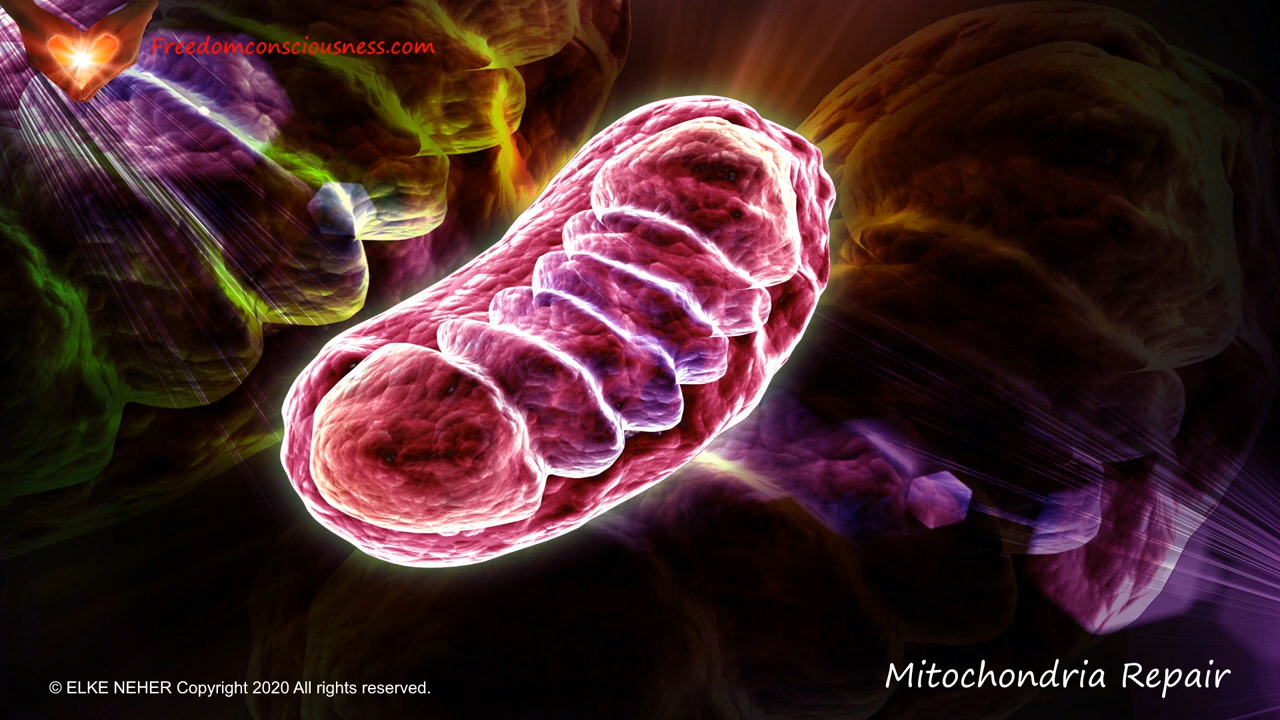 Freedomconsciousness.com
© ELKE NEHER Copyright 2020 All rights reserved.
Mitochondria Repair